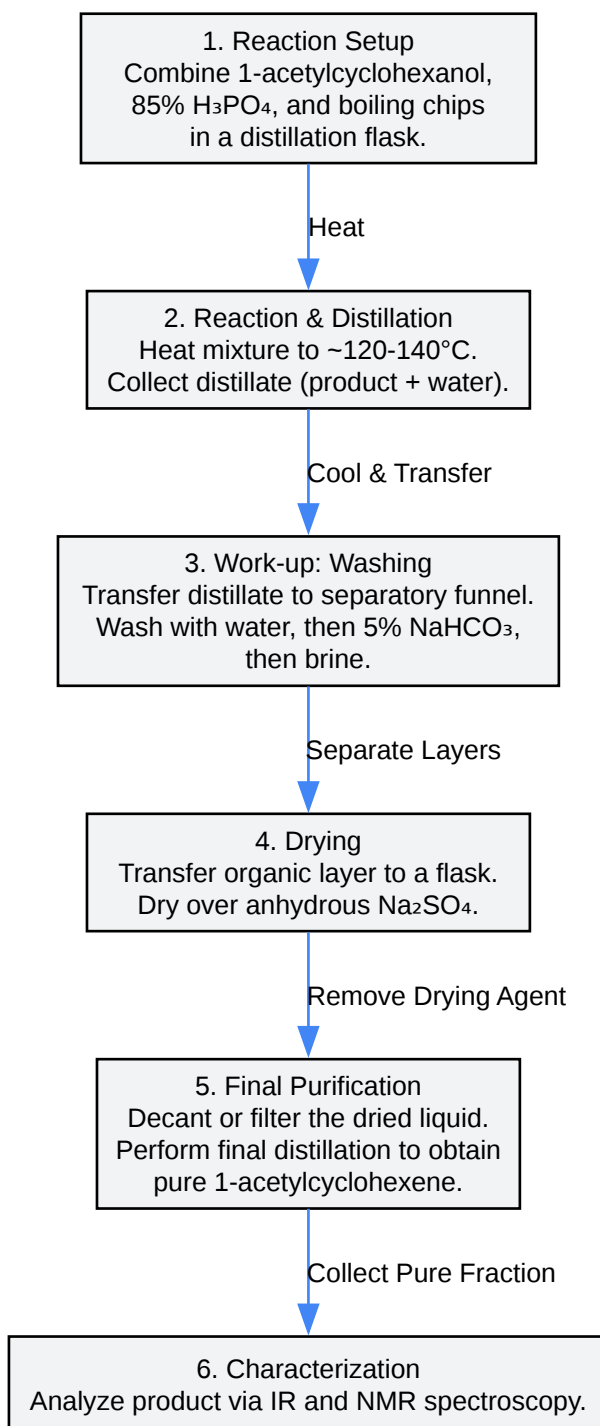 1. Reaction Setup
Combine 1-acetylcyclohexanol,
85% H₃PO₄, and boiling chips
in a distillation flask.
Heat
2. Reaction & Distillation
Heat mixture to ~120-140°C.
Collect distillate (product + water).
Cool & Transfer
3. Work-up: Washing
Transfer distillate to separatory funnel.
Wash with water, then 5% NaHCO₃,
then brine.
Separate Layers
4. Drying
Transfer organic layer to a flask.
Dry over anhydrous Na₂SO₄.
Remove Drying Agent
5. Final Purification
Decant or filter the dried liquid.
Perform final distillation to obtain
pure 1-acetylcyclohexene.
Collect Pure Fraction
6. Characterization
Analyze product via IR and NMR spectroscopy.